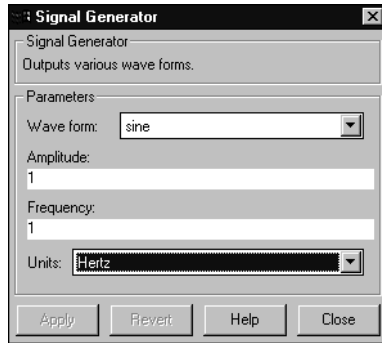 Signal Generator
Signal Generator
Outputs various wave forms.
Parameters
Wave form: sine
Amplitude:
1
Frequency:
1
Units: Hertz
Apply Revert Help Close